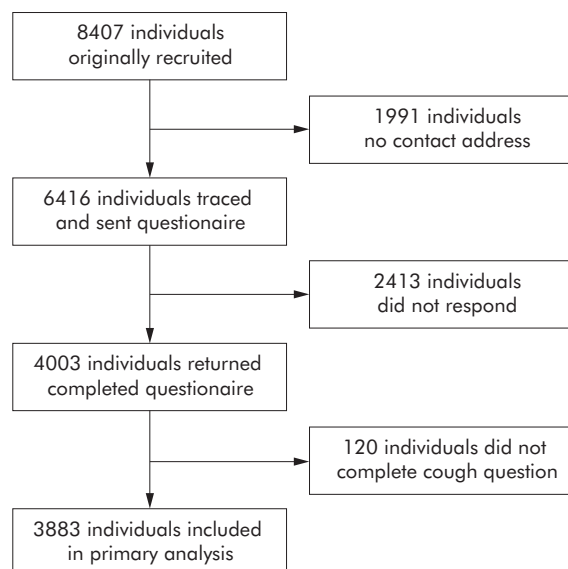 8407 individuals
originally recruited
1991 individuals
no contact address
6416 individuals traced
and sent questionaire
2413 individuals
did not respond
4003 individuals returned
completed questionaire
120 individuals did not
complete cough question
3883 individuals included
in primary analysis